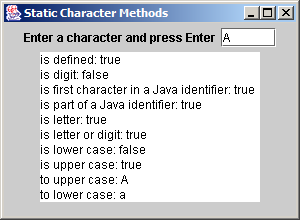 Static Character Methods
Enter a character and press Enter A
is defined: true
is digit: false
is first character in a Java identifier: true
is part of a Java identifier: true
is letter: true
is letter or digit: true
is lower case: false
is upper case: true
to upper case: A
to lower case: a